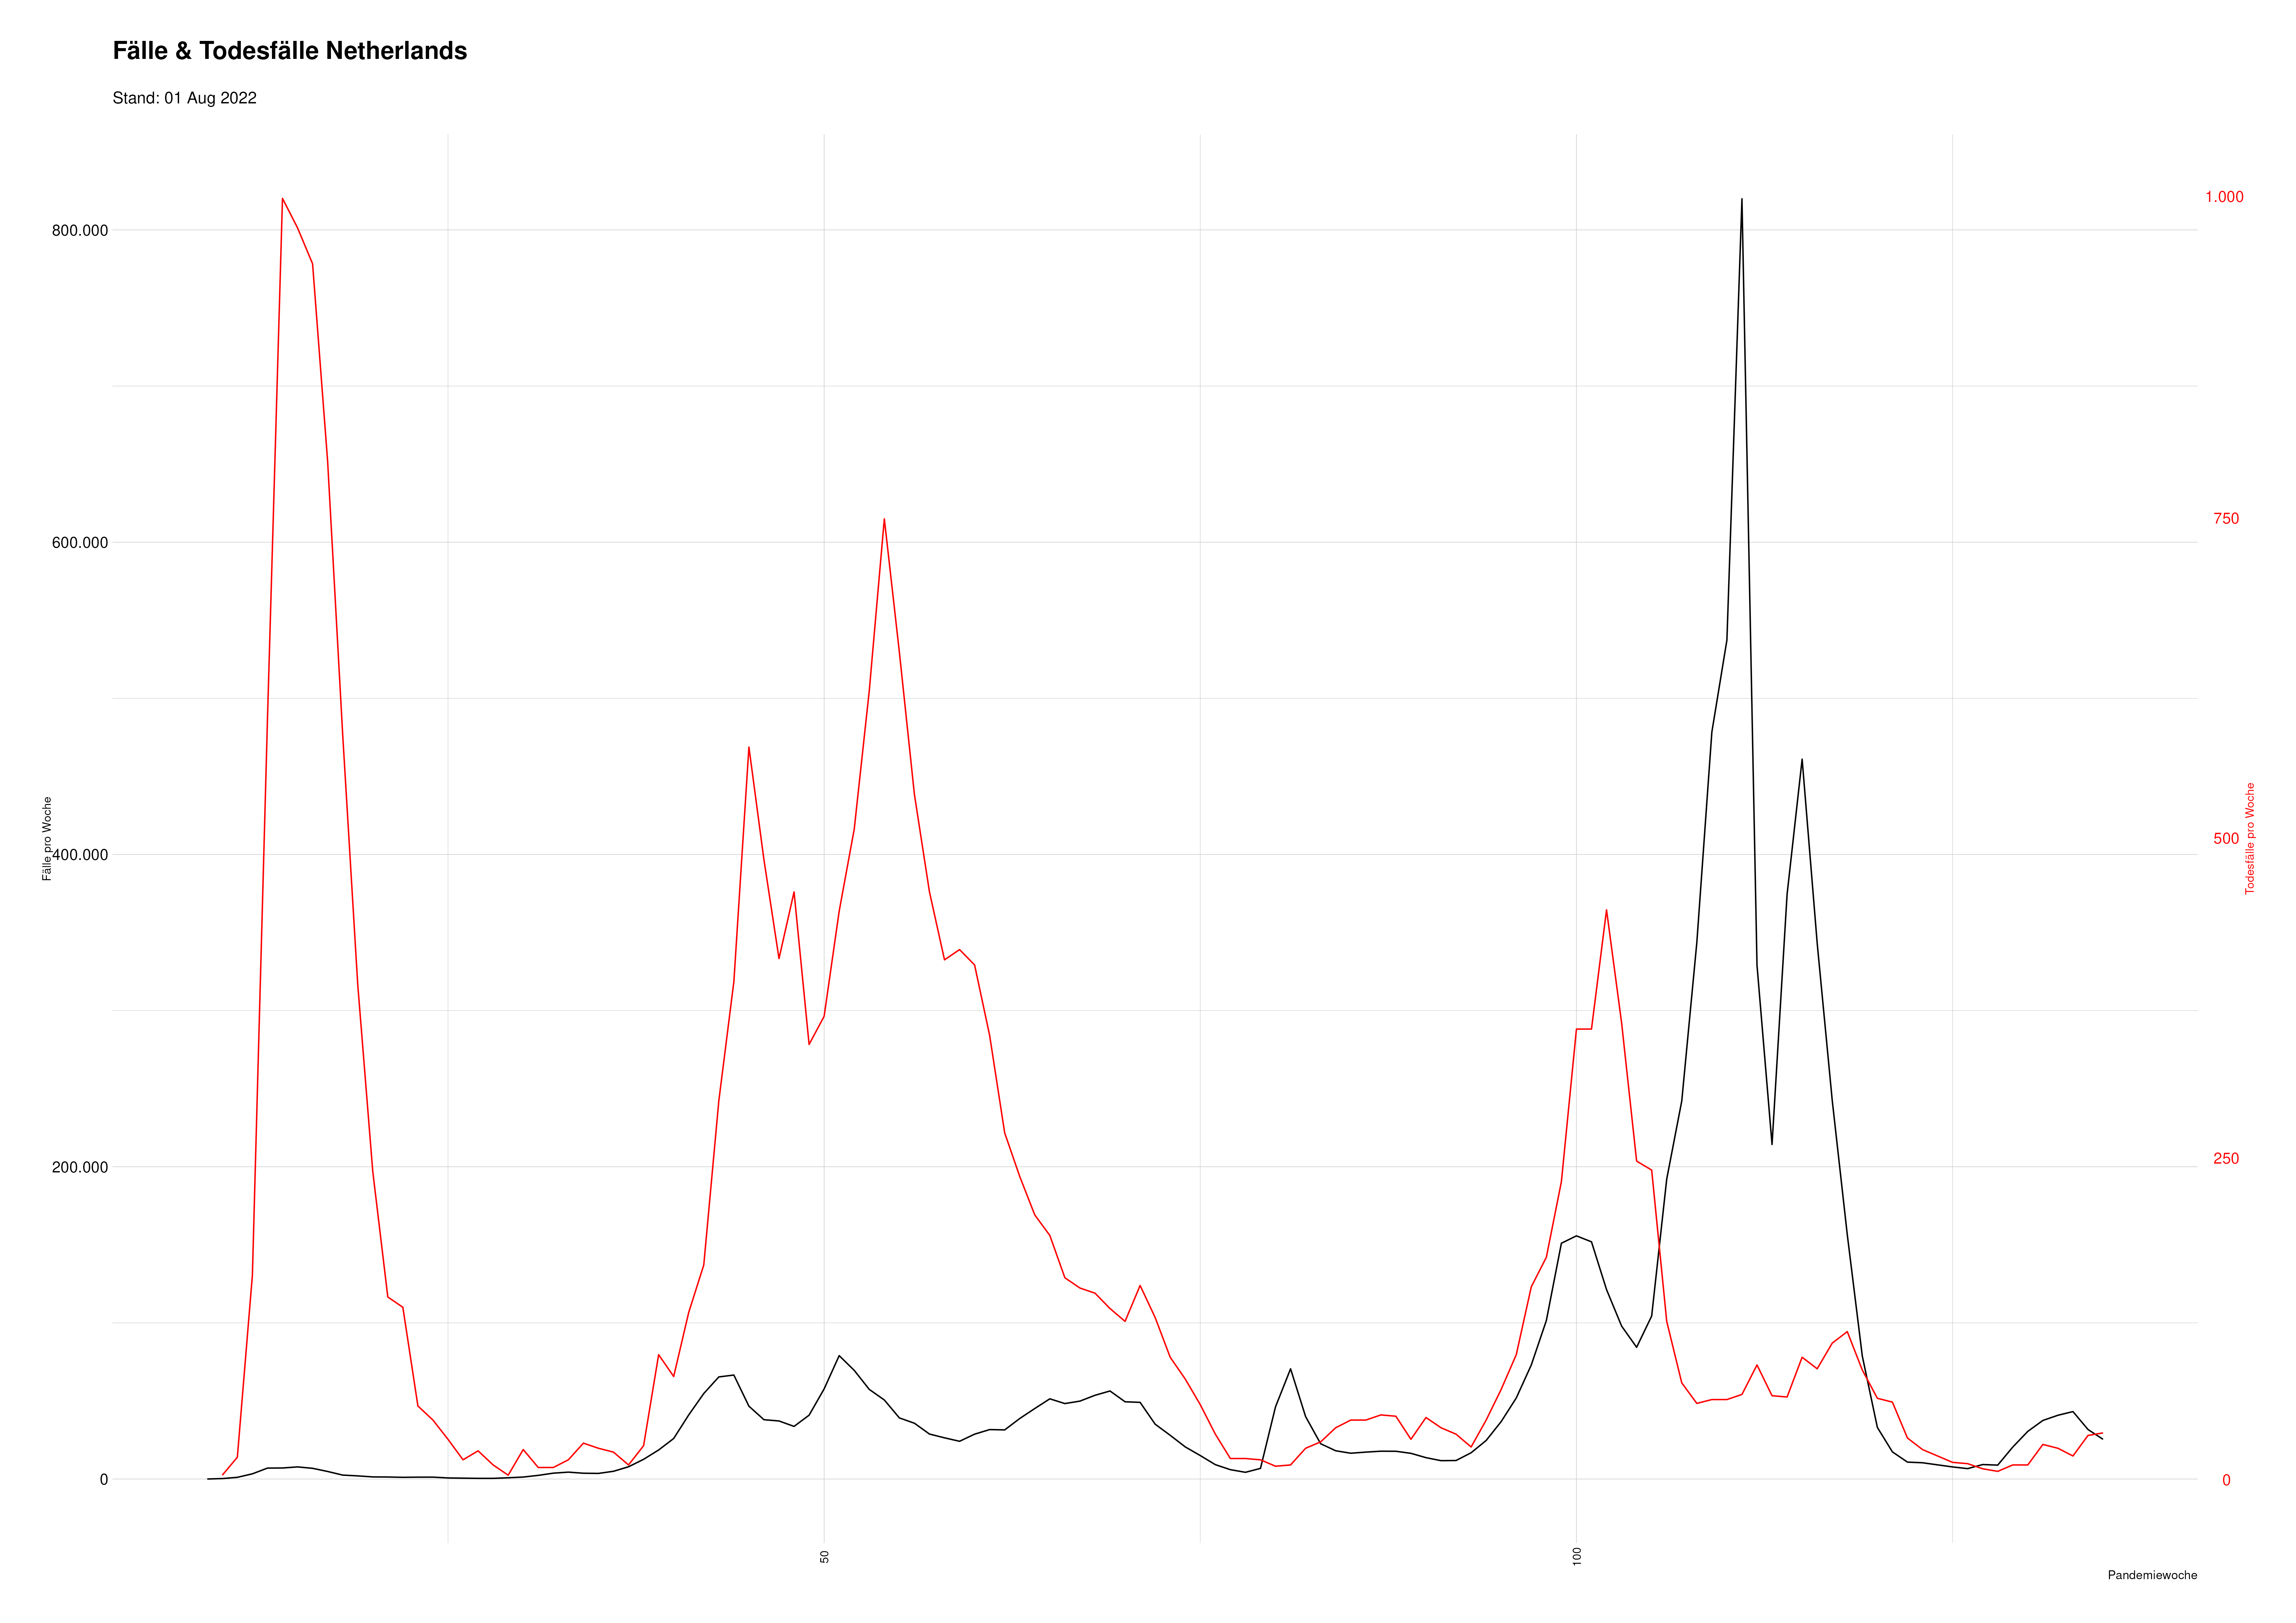 Fälle & Todesfälle Netherlands
Stand: 01 Aug 2022
1.000
800.000
750
600.000
Fälle pro Woche
Todesfälle pro Woche
500
400.000
250
200.000
0
0
50
100
Pandemiewoche